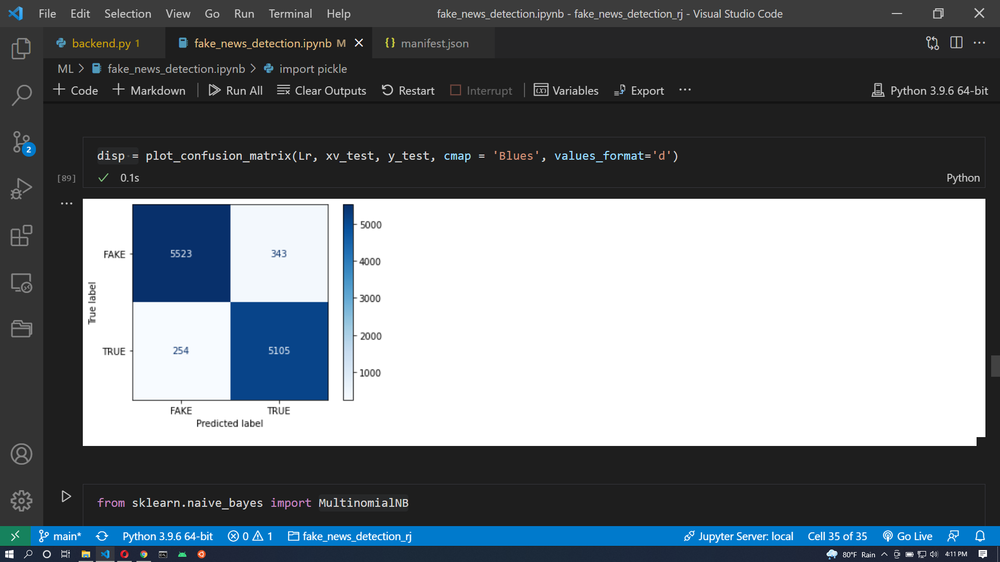 File Edit Selection View Go Run Terminal Help fake_news_detection.ipynb - fake_news_detection_rj - Visual Studio Code
backend.py 1 fake_news_detection.ipynb M {} manifest.json
ML > fake_news_detection.ipynb > import pickle
+ Code + Markdown Run All Clear Outputs Restart Interrupt Variables Export ... Python 3.9.6 64-bit
2
disp = plot_confusion_matrix(Lr, xv_test, y_test, cmap = 'Blues', values_format='d')
[89] ✓ 0.1s Python
5000
FAKE 5523 343
4000
3000
True label
2000
TRUE 254 5105
1000
FAKE TRUE
Predicted label
from sklearn.naive_bayes import MultinomialNB
main* Python 3.9.6 64-bit 0 1 fake_news_detection_rj Jupyter Server: local Cell 35 of 35 Go Live
80°F Rain 4:11 PM